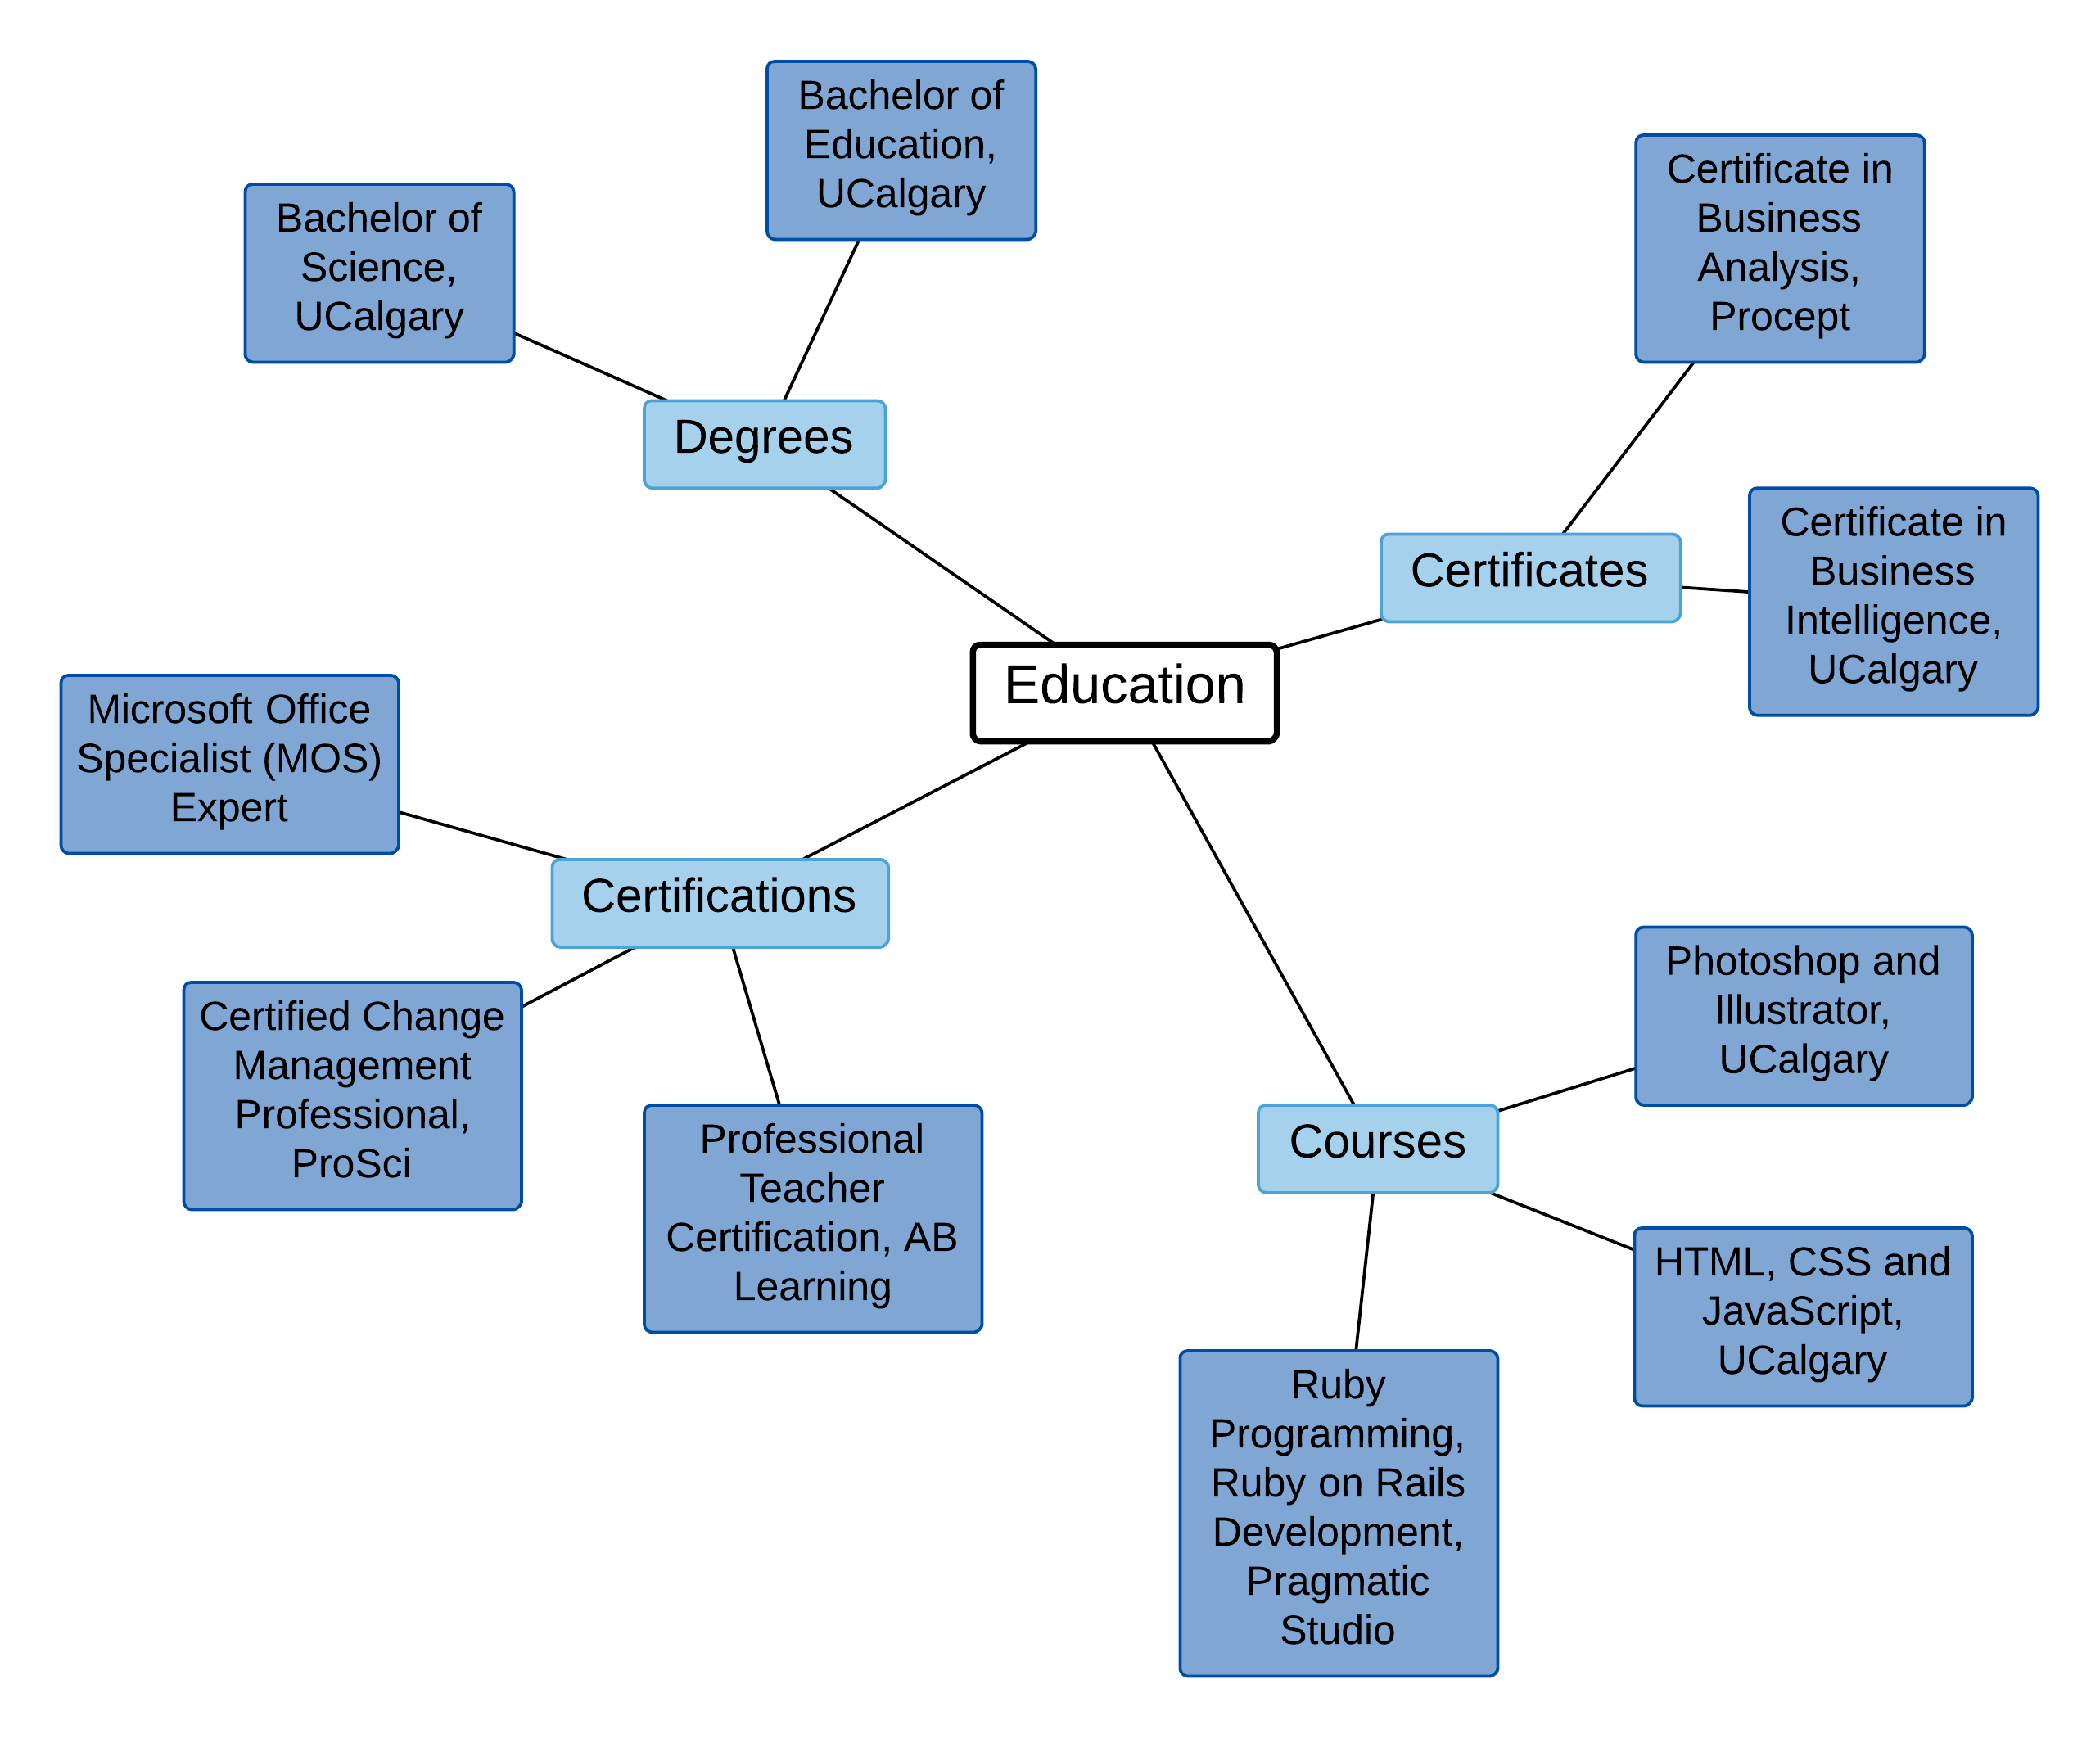 Bachelor of
Education,
UCalgary
Bachelor of
Science,
UCalgary
Certificate in
Business
Analysis,
Procept
Degrees
Certificate in
Business
Intelligence,
UCalgary
Certificates
Education
Microsoft Office
Specialist (MOS)
Expert
Certifications
Photoshop and
Illustrator,
UCalgary
Certified Change
Management
Professional,
ProSci
Professional
Teacher
Certification, AB
Learning
Courses
HTML, CSS and
JavaScript,
UCalgary
Ruby
Programming,
Ruby on Rails
Development,
Pragmatic
Studio